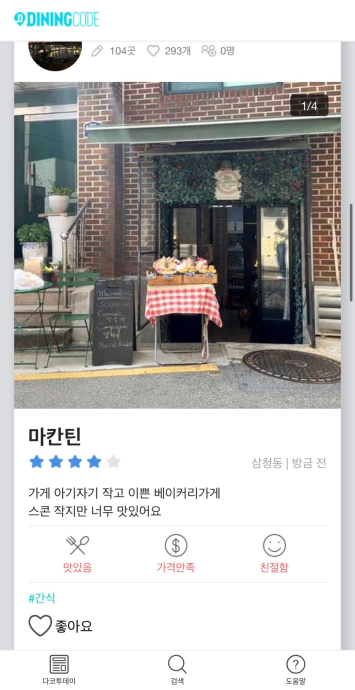 DININGCODE
104곳 293개 0명
1/4
마칸틴
삼청동 | 방금 전
가게 아기자기 작고 이쁜 베이커리가게
스콘 작지만 너무 맛있어요
맛있음 가격만족 친절함
#간식
좋아요
다코투데이 검색 도움말